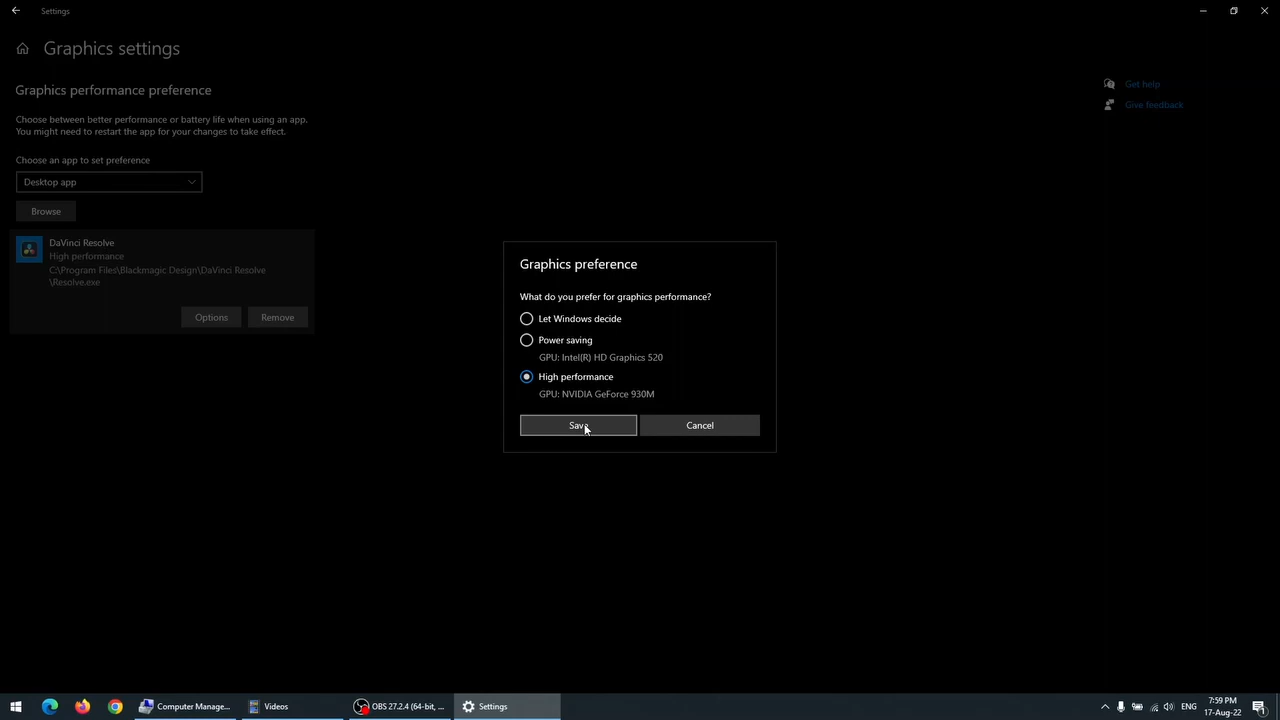 Settings
Graphics settings
Graphics performance preference
Choose between better performance or battery life when using an app.
You might need to restart the app for your changes to take effect.
Choose an app to set preference
Desktop app
Browse
DaVinci Resolve
High performance
C:\Program Files\Blackmagic Design\DaVinci Resolve
\Resolve.exe
Options
Remove
Get help
Give feedback
Graphics preference
What do you prefer for graphics performance?
Let Windows decide
Power saving
GPU: Intel(R) HD Graphics 520
High performance
GPU: NVIDIA GeForce 930M
Save
Cancel
Computer Manage...
Videos
OBS 27.2.4 (64-bit, ...
Settings
ENG
7:59 PM
17-Aug-22
1